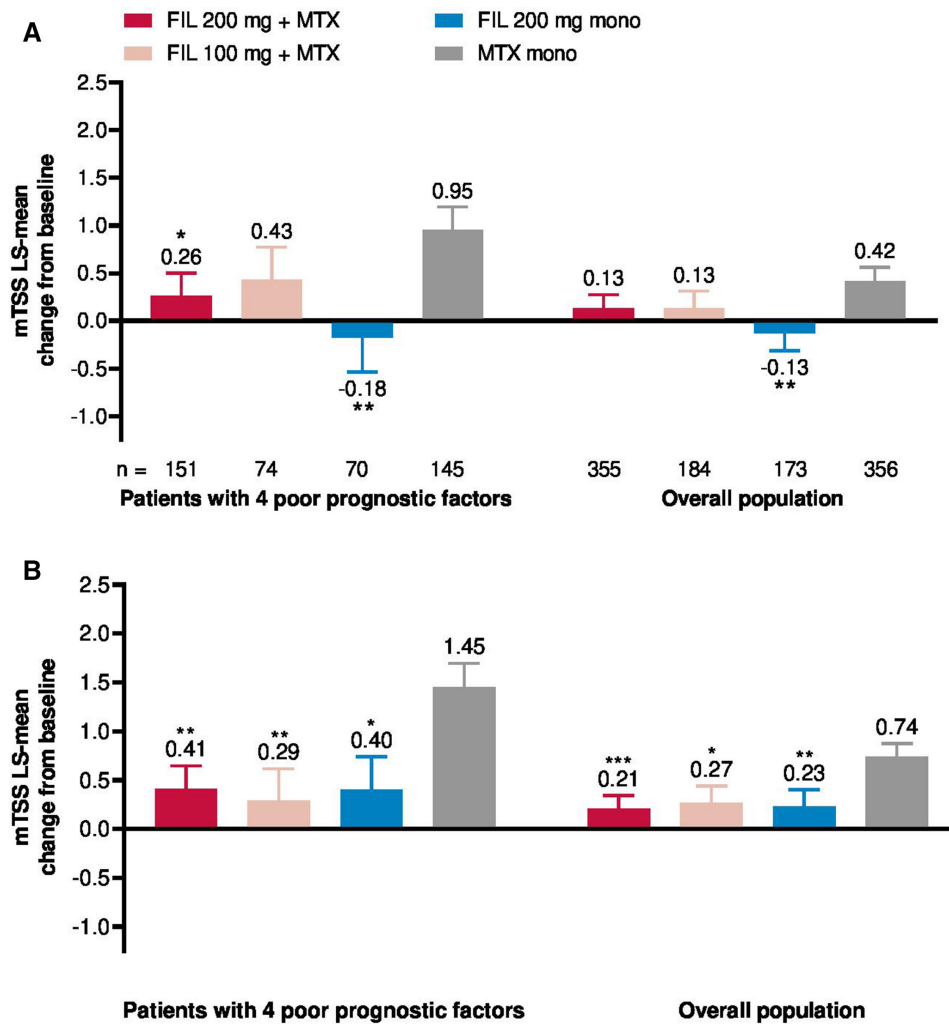 A
FIL 200 mg + MTX
FIL 200 mg mono
FIL 100 mg + MTX
MTX mono
mTSS LS-mean
change from baseline
2.5
2.0
1.5
1.0
0.5
0.0
-0.5
-1.0
*
0.26
0.43
-0.18
**
0.95
0.13
0.13
-0.13
**
0.42
n = 151 74 70 145 355 184 173 356
Patients with 4 poor prognostic factors
Overall population
B
mTSS LS-mean
change from baseline
2.5
2.0
1.5
1.0
0.5
0.0
-0.5
-1.0
**
0.41
**
0.29
*
0.40
1.45
***
0.21
*
0.27
**
0.23
0.74
Patients with 4 poor prognostic factors
Overall population